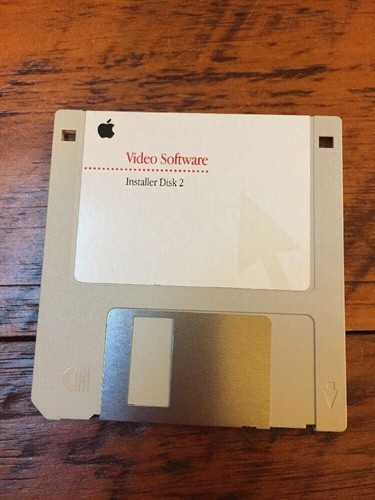 Video Software
Installer Disk 2